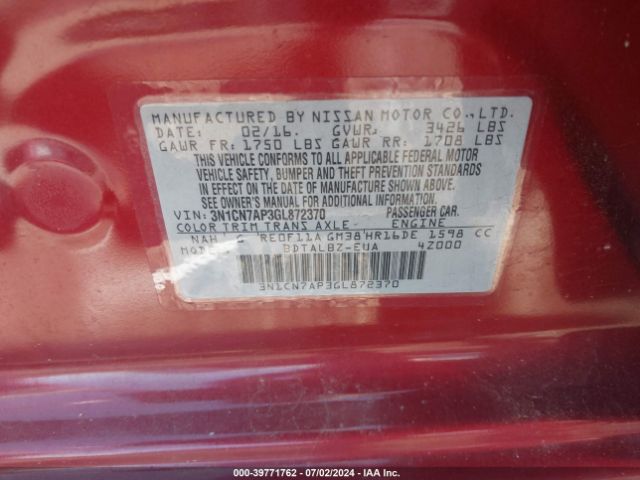 MANUFACTURED BY NISSAN MOTOR CO.,LTD.
DATE: 02/16. GVWR: 3426 LBS
GAWR FR: 1750 LBS GAWR RR: 1708 LBS
THIS VEHICLE CONFORMS TO ALL APPLICABLE FEDERAL MOTOR
VEHICLE SAFETY, BUMPER AND THEFT PREVENTION STANDARDS
IN EFFECT ON THE DATE OF MANUFACTURE SHOWN ABOVE.
SEE OWNER'S MANUAL FOR ADDITIONAL INFORMATION.
VIN: 3N1CN7AP3GL872370 PASSENGER CAR.
COLOR TRIM TRANS AXLE ENGINE
NAH G RE0F11A GM38 HR16DE 1598 CC
MODEL: BDTALBZ-EUA 4Z000
3N1CN7AP3GL872370
000-39771762 | 07/02/2024 | IAA Inc.